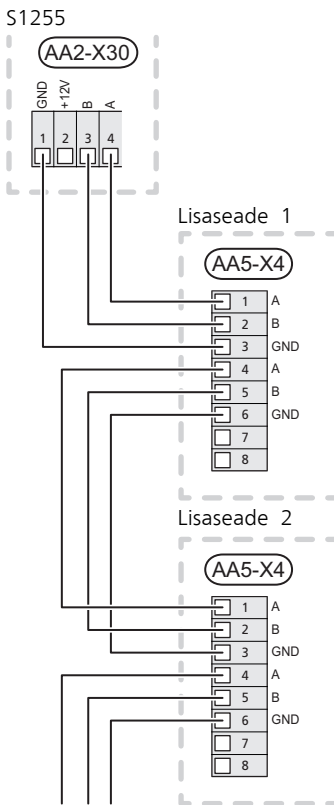 S1255
AA2-X30
GND +12V B A
1 2 3 4
Lisaseade 1
AA5-X4
1 A
2 B
3 GND
4 A
5 B
6 GND
7
8
Lisaseade 2
AA5-X4
1 A
2 B
3 GND
4 A
5 B
6 GND
7
8